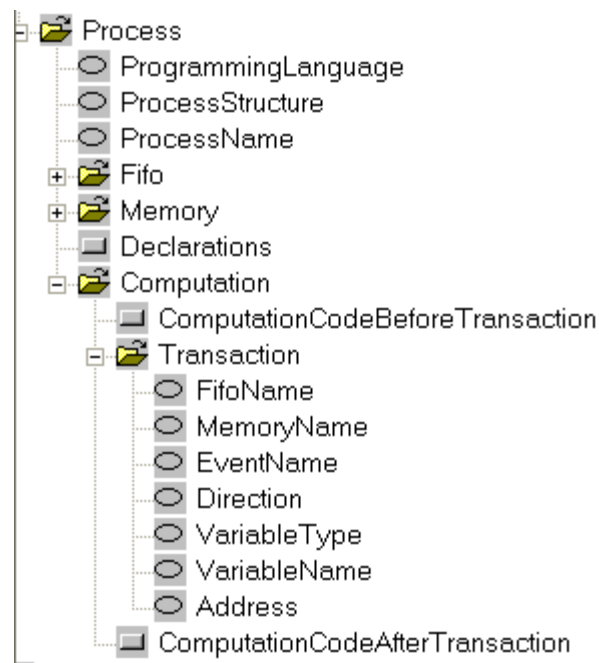 Process
ProgrammingLanguage
ProcessStructure
ProcessName
Fifo
Memory
Declarations
Computation
ComputationCodeBeforeTransaction
Transaction
FifoName
MemoryName
EventName
Direction
VariableType
VariableName
Address
ComputationCodeAfterTransaction